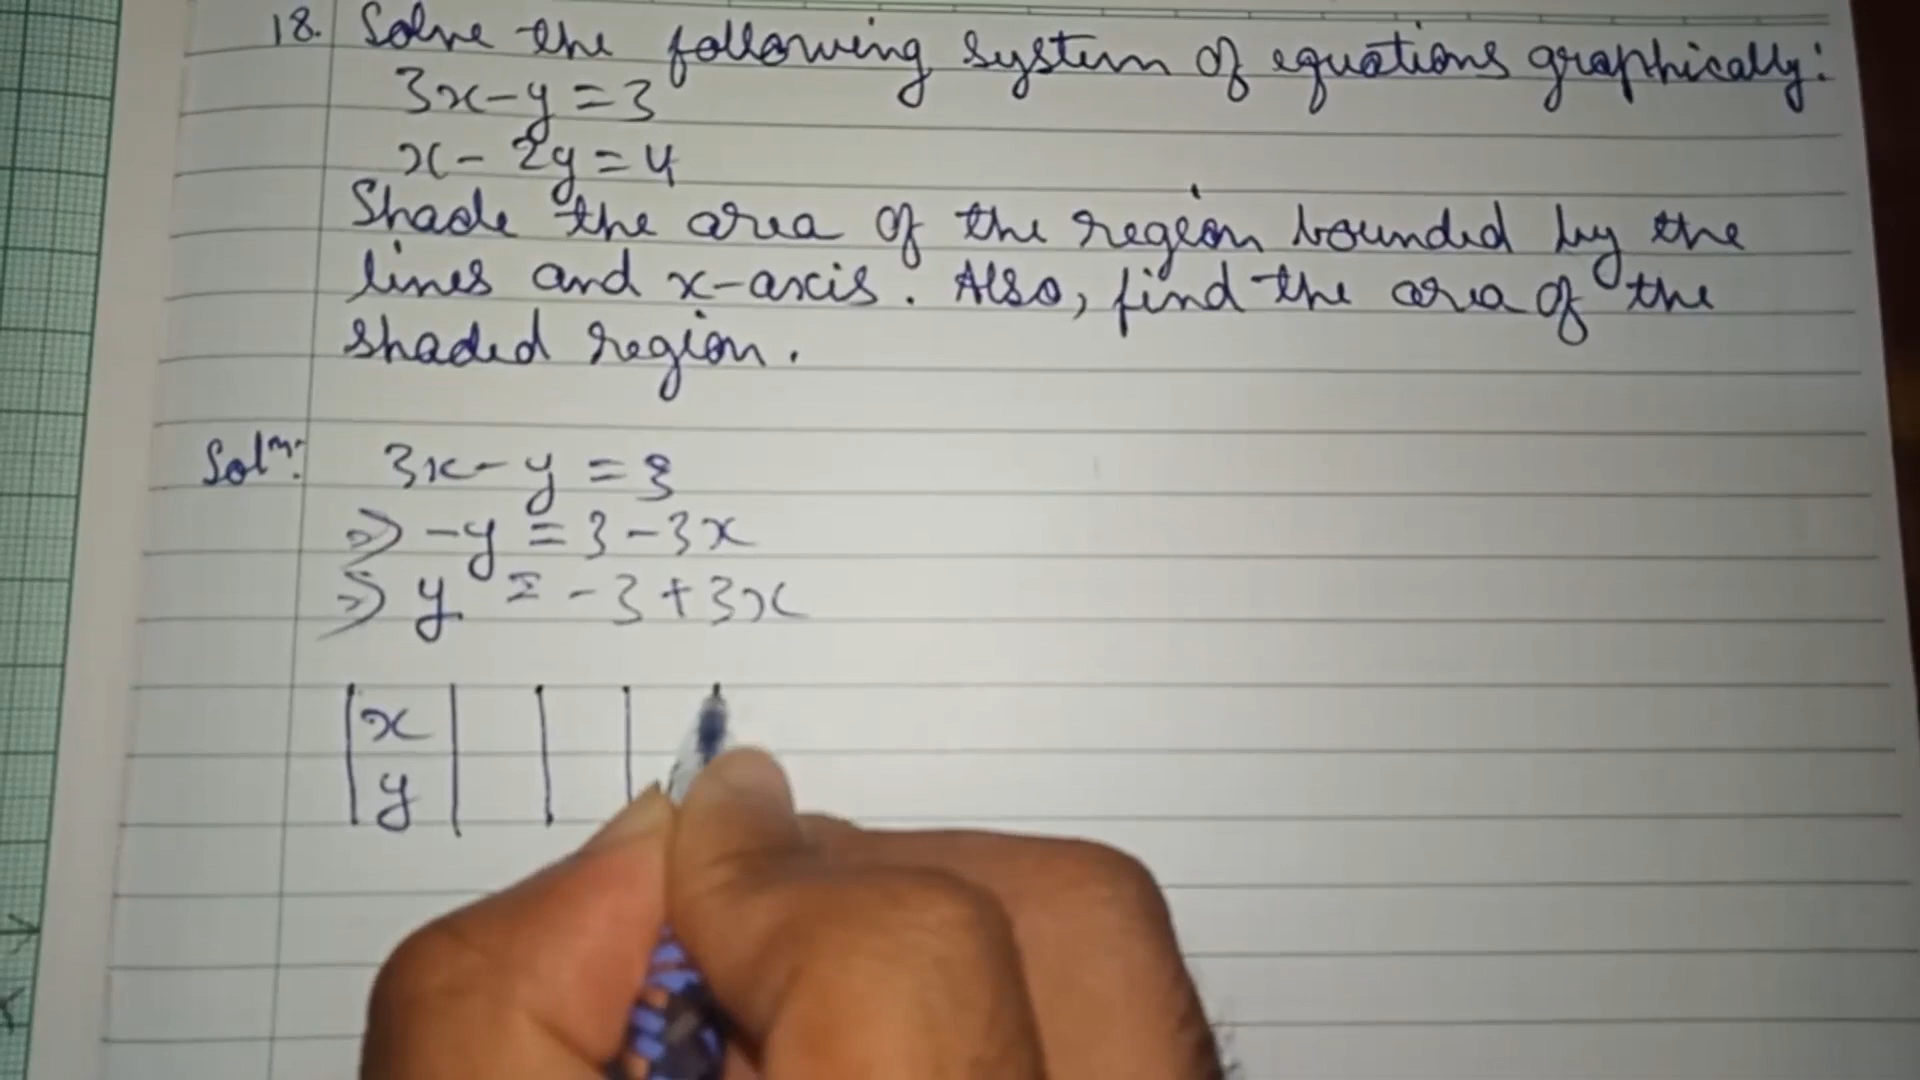 18. Solve the following system of equations graphically:
3x-y=3
x-2y=4
Shade the area of the region bounded by the
lines and x-axis. Also, find the area of the
shaded region.
Soln: 3x-y=3
⇒ -y = 3-3x
⇒ y = -3+3x
x
y